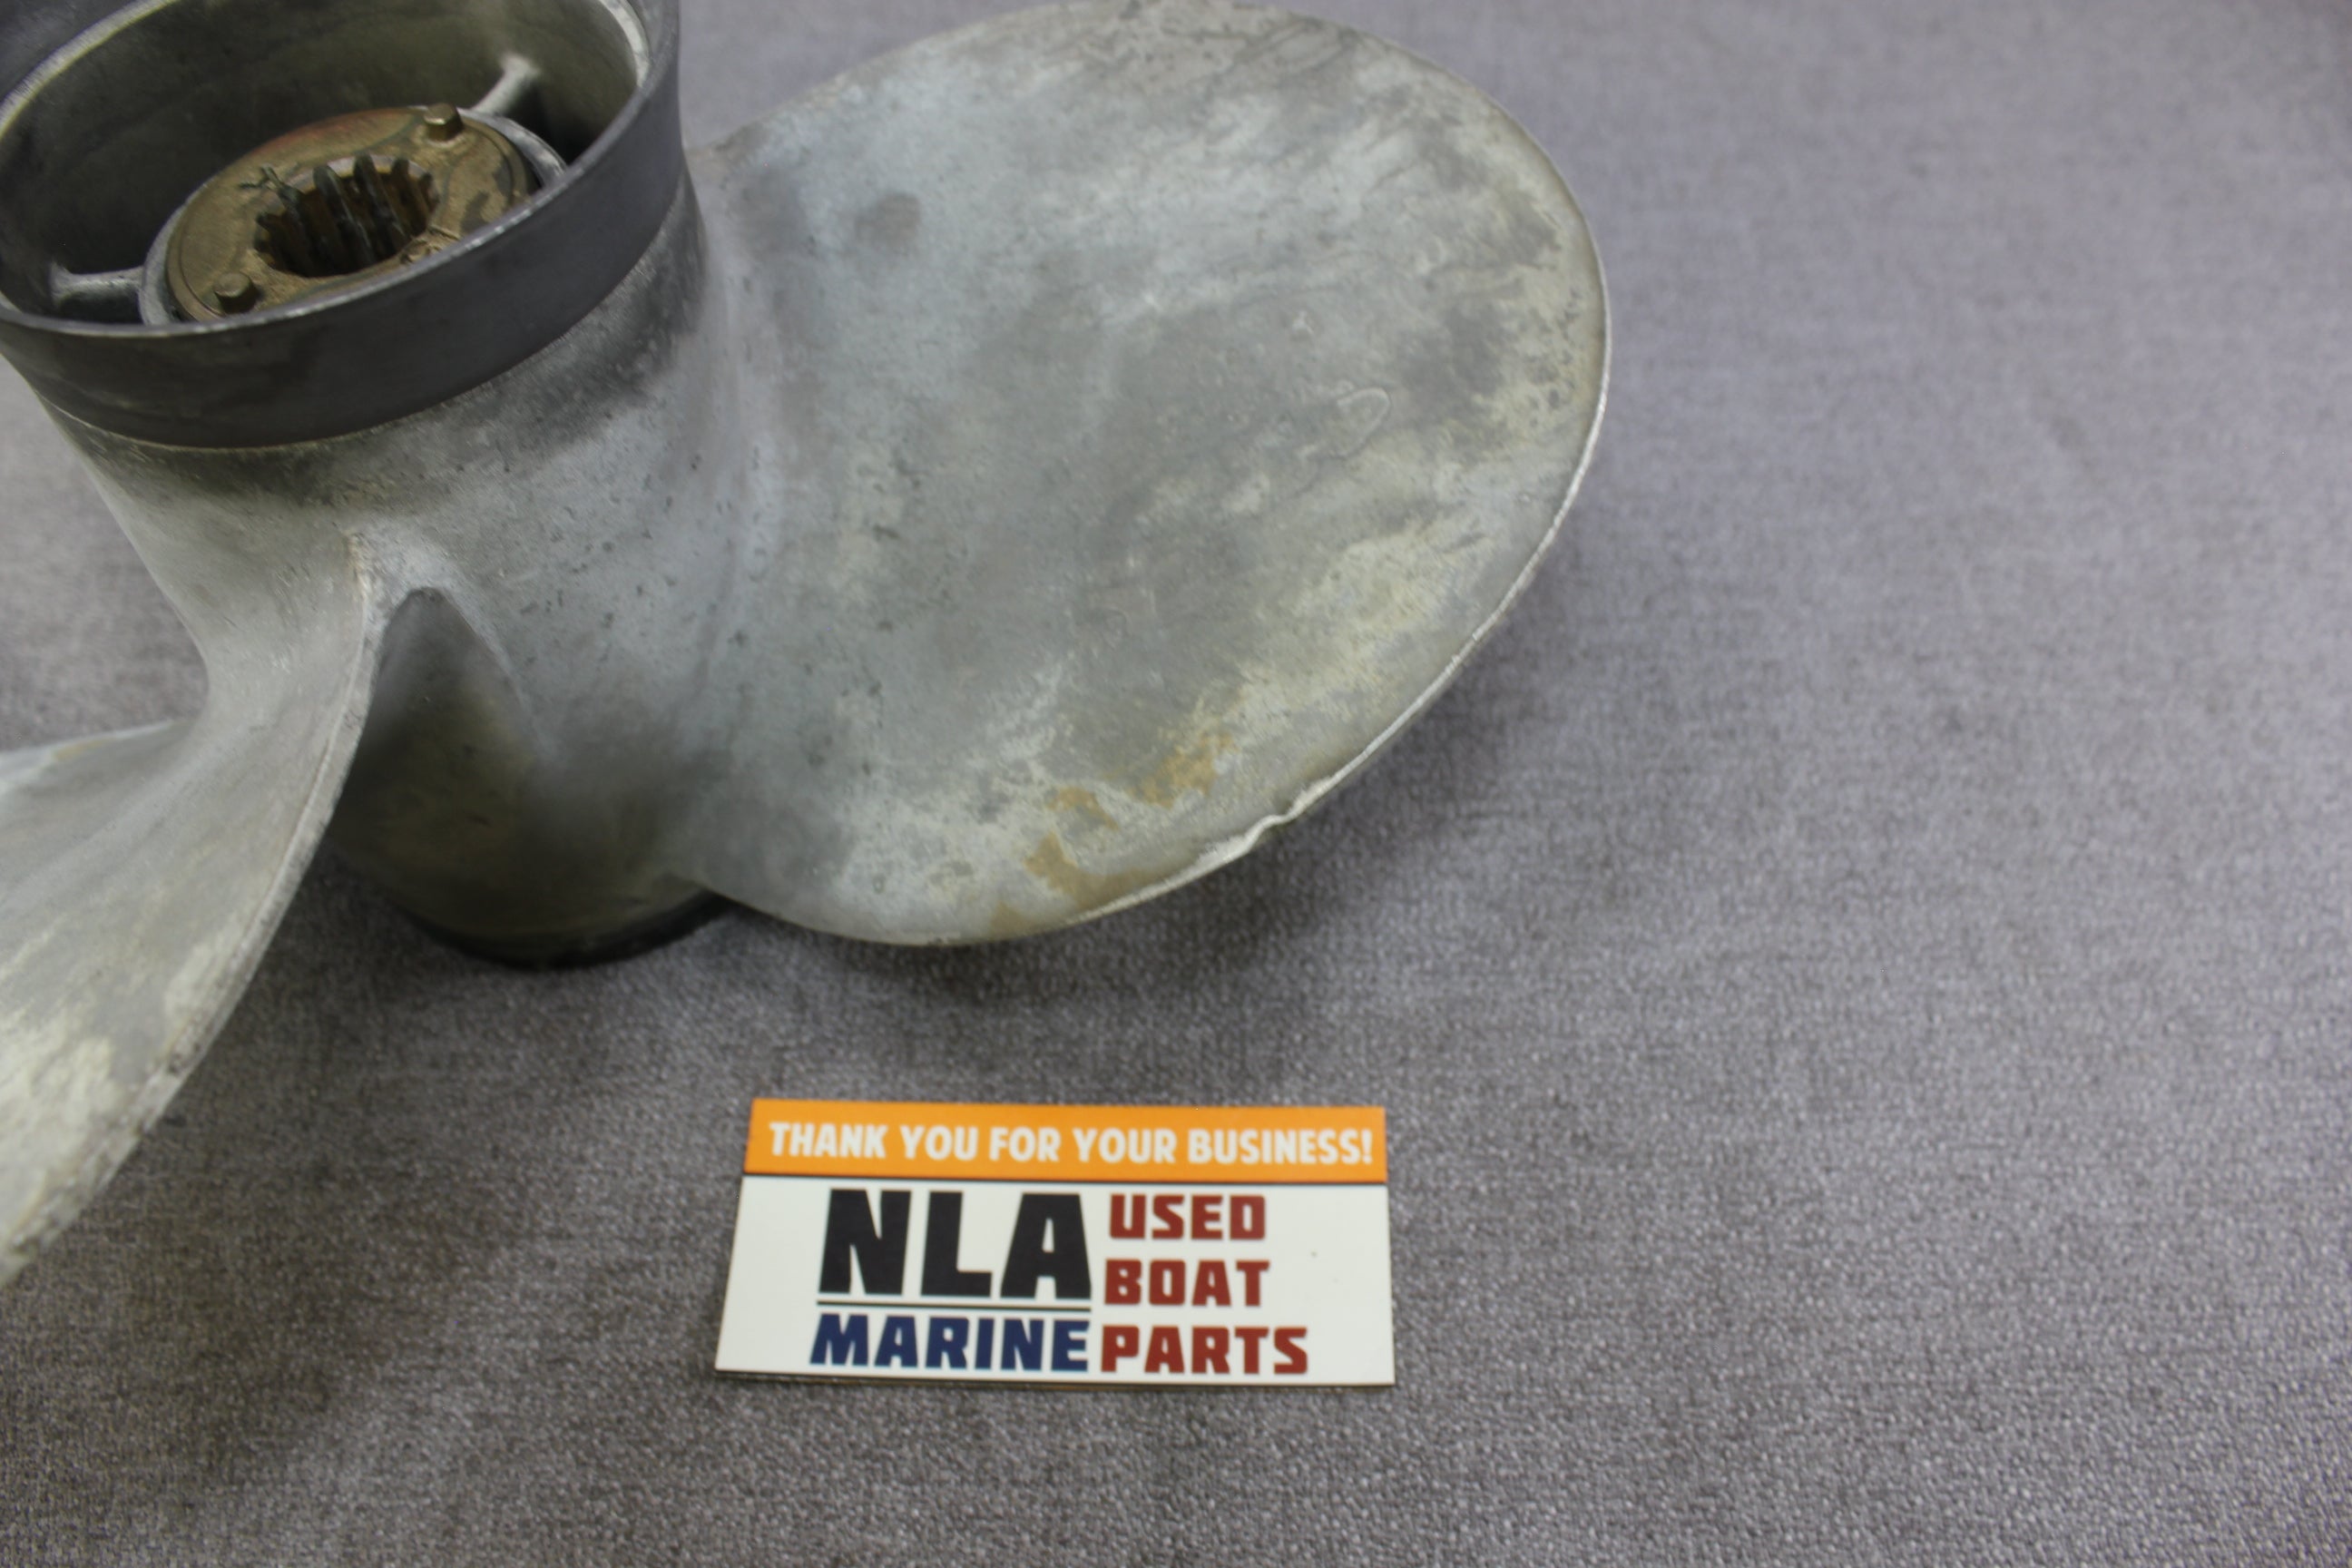 THANK YOU FOR YOUR BUSINESS!
NLA USED
BOAT
MARINE PARTS